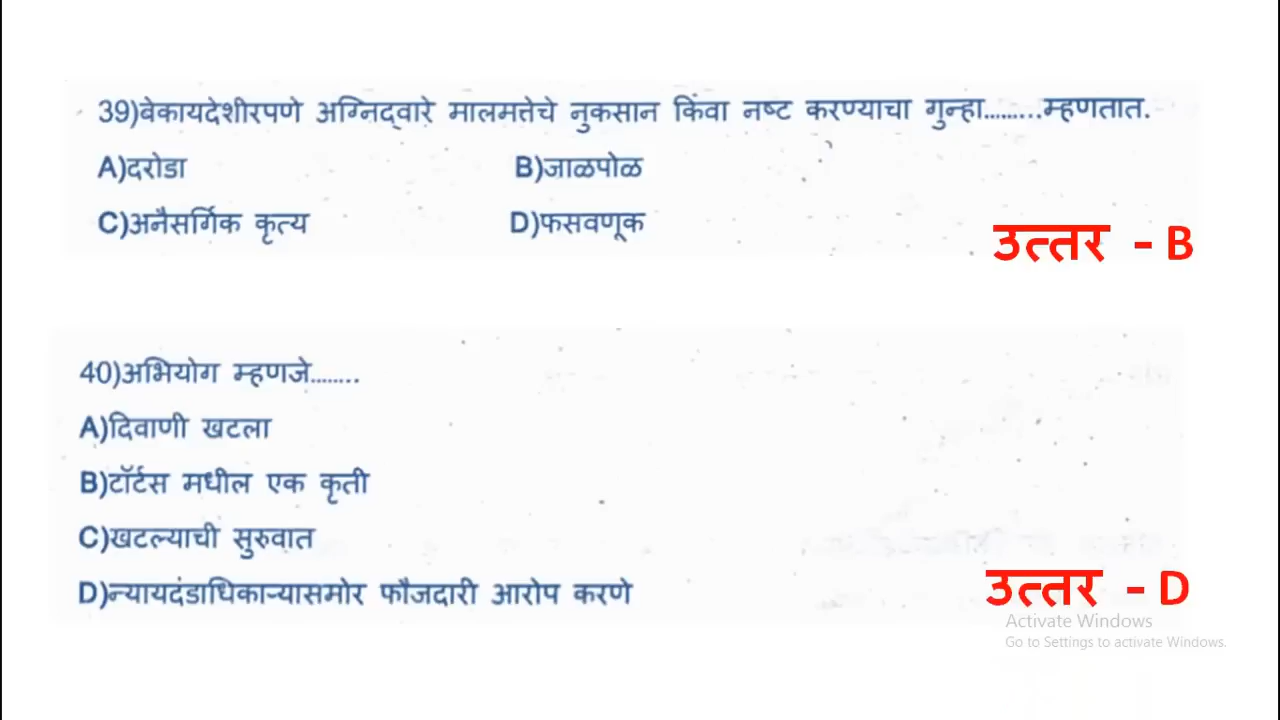 39)बेकायदेशीरपणे अग्निद्वारे मालमत्तेचे नुकसान किंवा नष्ट करण्याचा गुन्हा.........म्हणतात.
A)दरोडा B)जाळपोळ
C)अनैसर्गिक कृत्य D)फसवणूक
उत्तर - B
40)अभियोग म्हणजे........
A)दिवाणी खटला
B)टॉर्टस मधील एक कृती
C)खटल्याची सुरुवात
D)न्यायदंडाधिकाऱ्यासमोर फौजदारी आरोप करणे
उत्तर - D
Activate Windows
Go to Settings to activate Windows.